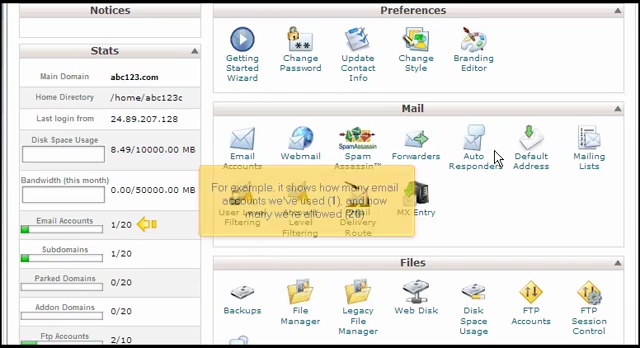 Notices
Stats
Main Domain abc123.com
Home Directory /home/abc123c
Last login from 24.89.207.128
Disk Space Usage 8.49/10000.00 MB
Bandwidth (this month) 0.00/50000.00 MB
Email Accounts 1/20
Subdomains 1/20
Parked Domains 0/20
Addon Domains 0/20
Ftp Accounts 2/10
Preferences
Getting Started Wizard
Change Password
Update Contact Info
Change Style
Branding Editor
Mail
Email Accounts
Webmail
SpamAssassin
Spam Assassin™
Forwarders
Auto Responders
Default Address
Mailing Lists
For example, it shows how many email
accounts we've used (1), and how
many we're allowed (20)
User Level Filtering
Account Level Filtering
Email Delivery Route
MX Entry
Files
Backups
File Manager
Legacy File Manager
Web Disk
Disk Space Usage
FTP Accounts
FTP Session Control